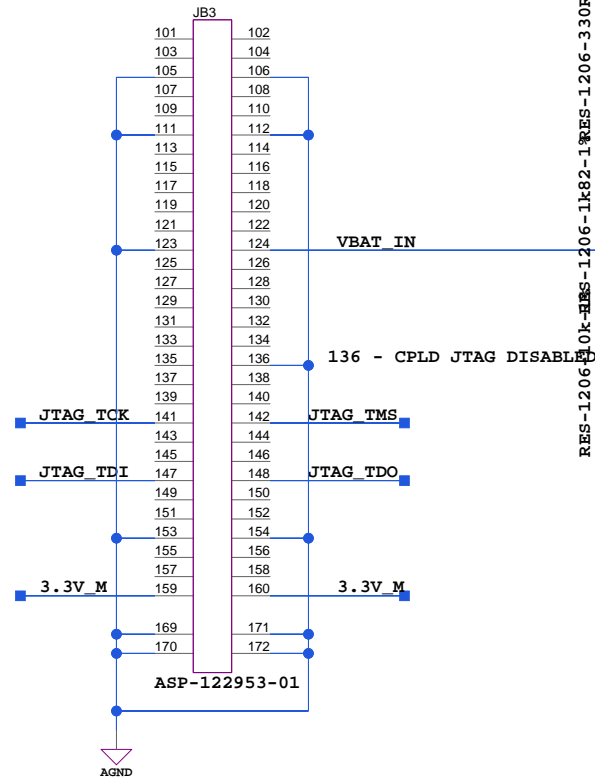 JB3
101 102
103 104
105 106
107 108
109 110
111 112
113 114
115 116
117 118
119 120
121 122
123 124 VBAT_IN
125 126
127 128
129 130
131 132
133 134
135 136 136 - CPLD JTAG DISABLED
137 138
139 140
JTAG_TCK 141 142 JTAG_TMS
143 144
145 146
JTAG_TDI 147 148 JTAG_TDO
149 150
151 152
153 154
155 156
157 158
3.3V_M 159 160 3.3V_M
169 171
170 172
ASP-122953-01
AGND
RES-1206-330R
RES-1206-1k82-1%
RES-1206-10k-1%